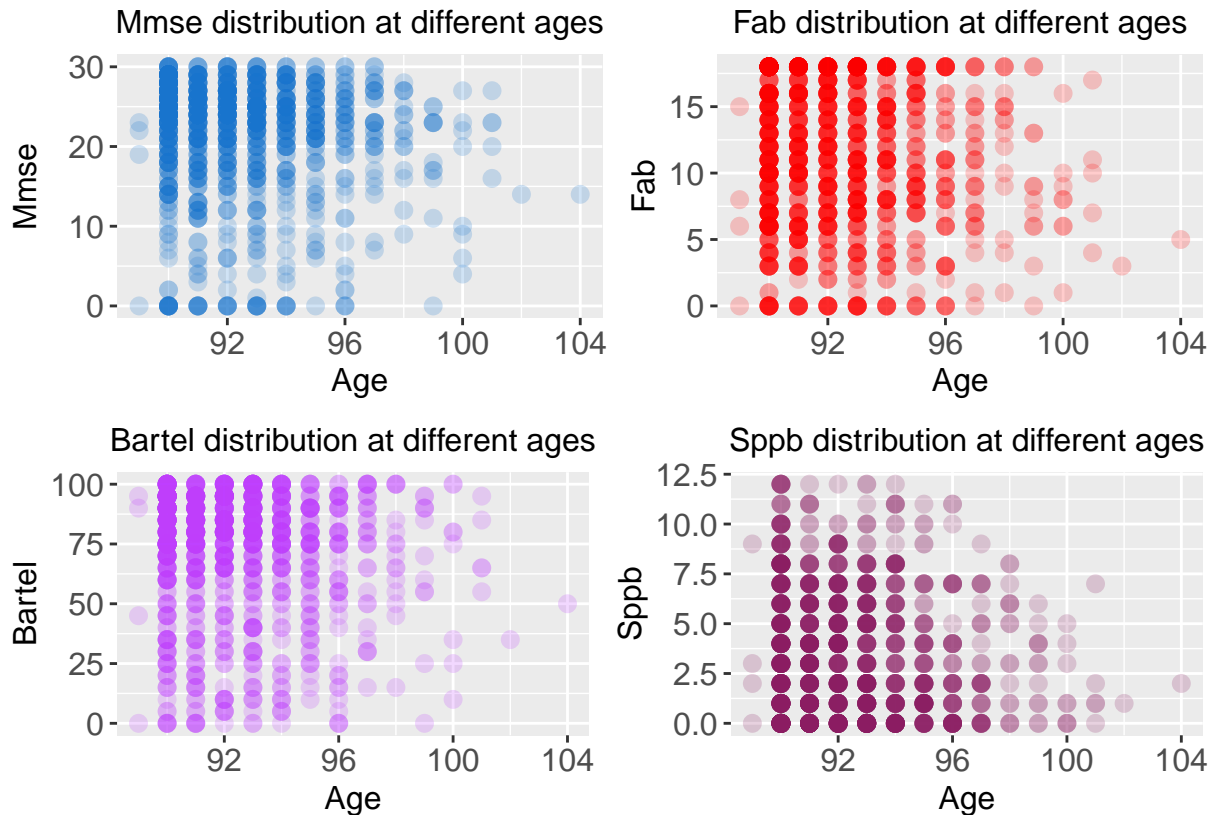 Mmse distribution at different ages
Mmse
30
20
10
0
92
96
100
104
Age
Fab distribution at different ages
Fab
15
10
5
0
92
96
100
104
Age
Bartel distribution at different ages
Bartel
100
75
50
25
0
92
96
100
104
Age
Sppb distribution at different ages
Sppb
12.5
10.0
7.5
5.0
2.5
0.0
92
96
100
104
Age